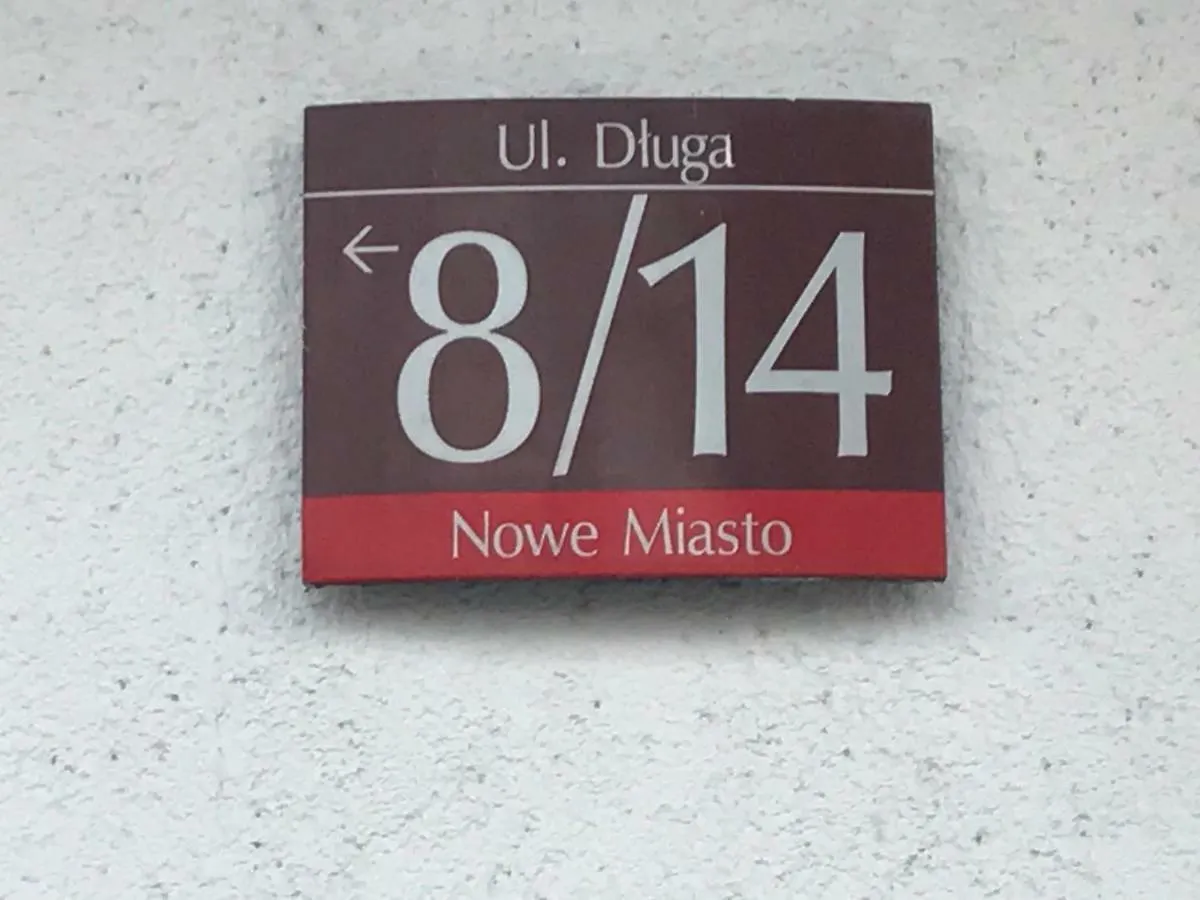 Ul. Długa
← 8/14
Nowe Miasto